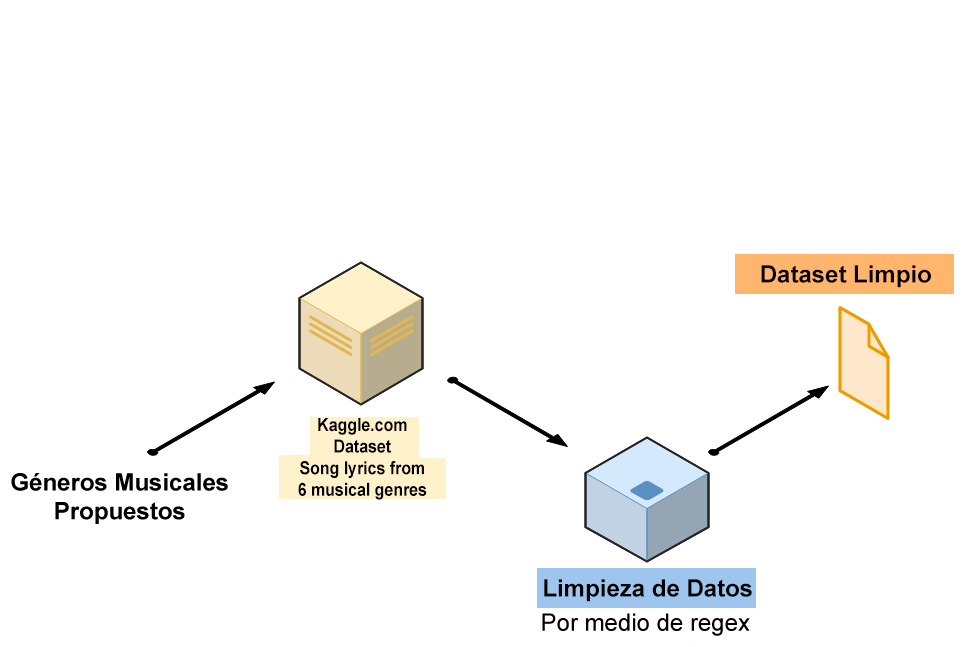 Géneros Musicales
Propuestos
Kaggle.com
Dataset
Song lyrics from
6 musical genres
Limpieza de Datos
Por medio de regex
Dataset Limpio